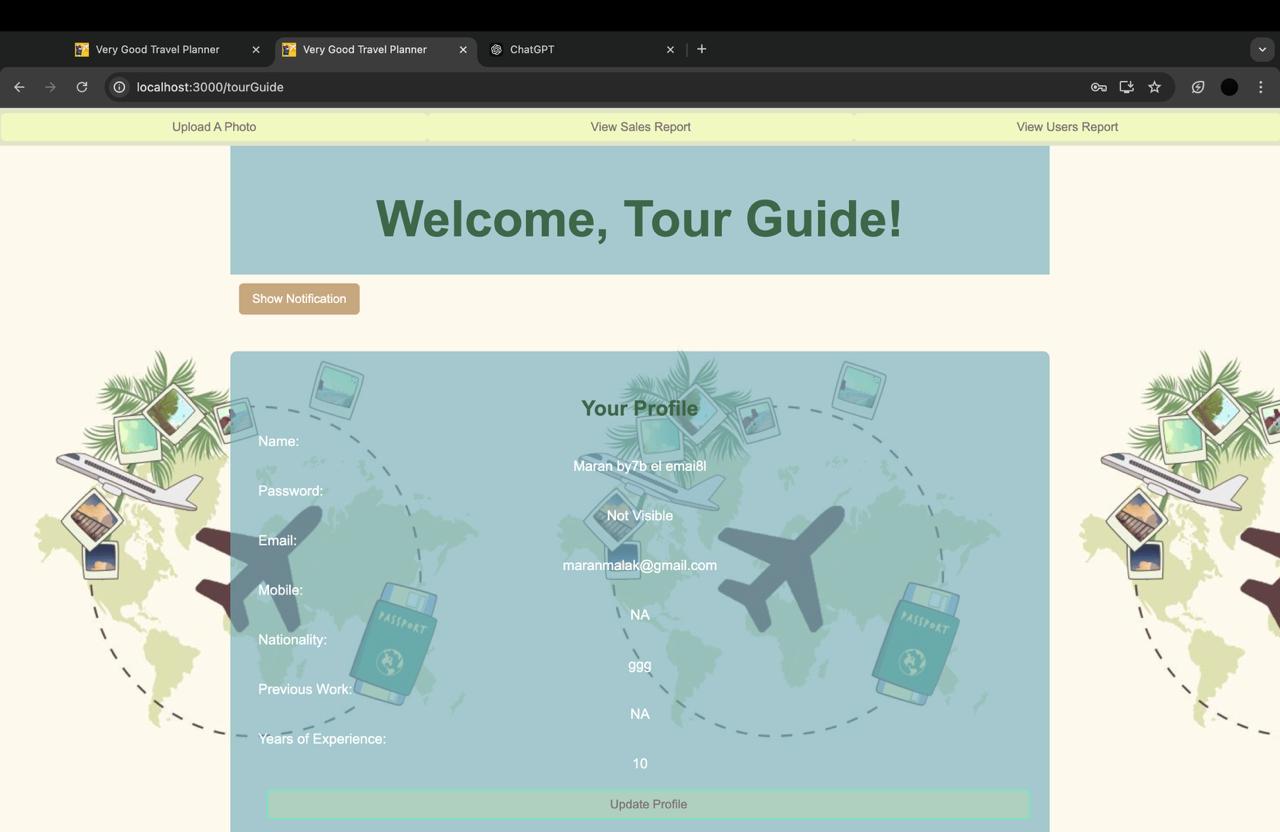 Very Good Travel Planner
Very Good Travel Planner
ChatGPT
localhost:3000/tourGuide
Upload A Photo
View Sales Report
View Users Report
Welcome, Tour Guide!
Show Notification
Your Profile
Name:
Maran by7b el emai8l
Password:
Not Visible
Email:
maranmalak@gmail.com
Mobile:
NA
Nationality:
ggg
Previous Work:
NA
Years of Experience:
10
Update Profile
PASSPORT
PASSPORT